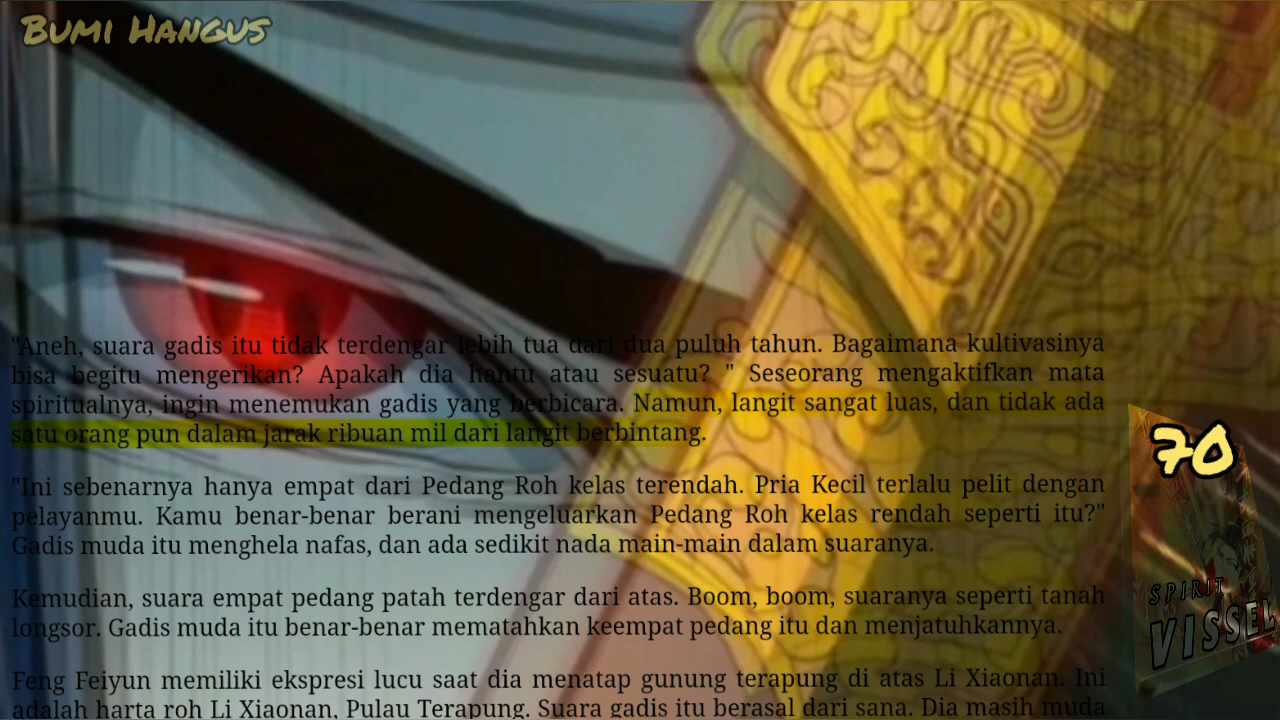 Bumi Hangus
"Aneh, suara gadis itu tidak terdengar lebih tua dari dua puluh tahun. Bagaimana kultivasinya
bisa begitu mengerikan? Apakah dia hantu atau sesuatu? " Seseorang mengaktifkan mata
spiritualnya, ingin menemukan gadis yang berbicara. Namun, langit sangat luas, dan tidak ada
satu orang pun dalam jarak ribuan mil dari langit berbintang.
"Ini sebenarnya hanya empat dari Pedang Roh kelas terendah. Pria Kecil terlalu pelit dengan
pelayanmu. Kamu benar-benar berani mengeluarkan Pedang Roh kelas rendah seperti itu?"
Gadis muda itu menghela nafas, dan ada sedikit nada main-main dalam suaranya.
Kemudian, suara empat pedang patah terdengar dari atas. Boom, boom, suaranya seperti tanah
longsor. Gadis muda itu benar-benar mematahkan keempat pedang itu dan menjatuhkannya.
Feng Feiyun memiliki ekspresi lucu saat dia menatap gunung terapung di atas Li Xiaonan. Ini
adalah harta roh Li Xiaonan, Pulau Terapung. Suara gadis itu berasal dari sana. Dia masih muda
70
SPIRIT
VISSEL